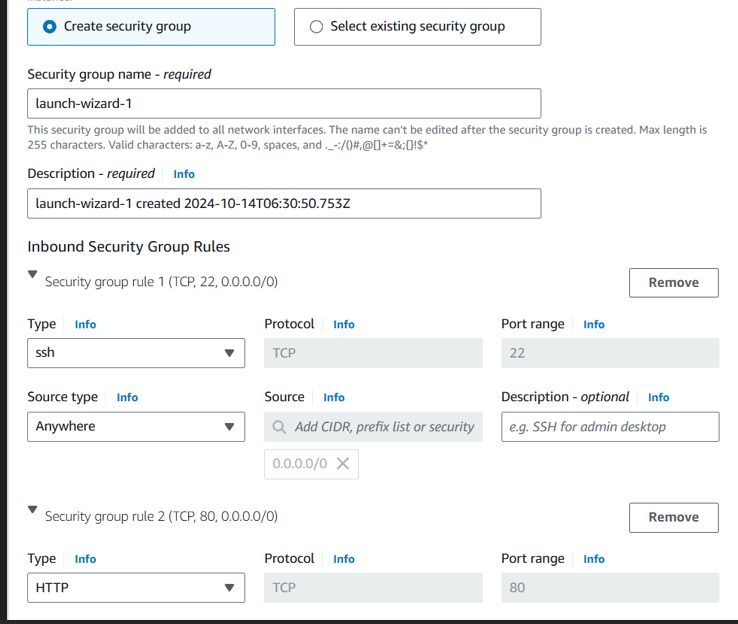 Create security group
Select existing security group
Security group name - required
launch-wizard-1
This security group will be added to all network interfaces. The name can't be edited after the security group is created. Max length is
255 characters. Valid characters: a-z, A-Z, 0-9, spaces, and ._-:/()#,@[]+=&;{}!$*
Description - required Info
launch-wizard-1 created 2024-10-14T06:30:50.753Z
Inbound Security Group Rules
Security group rule 1 (TCP, 22, 0.0.0.0/0)
Remove
Type Info Protocol Info Port range Info
ssh TCP 22
Source type Info Source Info Description - optional Info
Anywhere Add CIDR, prefix list or security e.g. SSH for admin desktop
0.0.0.0/0
Security group rule 2 (TCP, 80, 0.0.0.0/0)
Remove
Type Info Protocol Info Port range Info
HTTP TCP 80